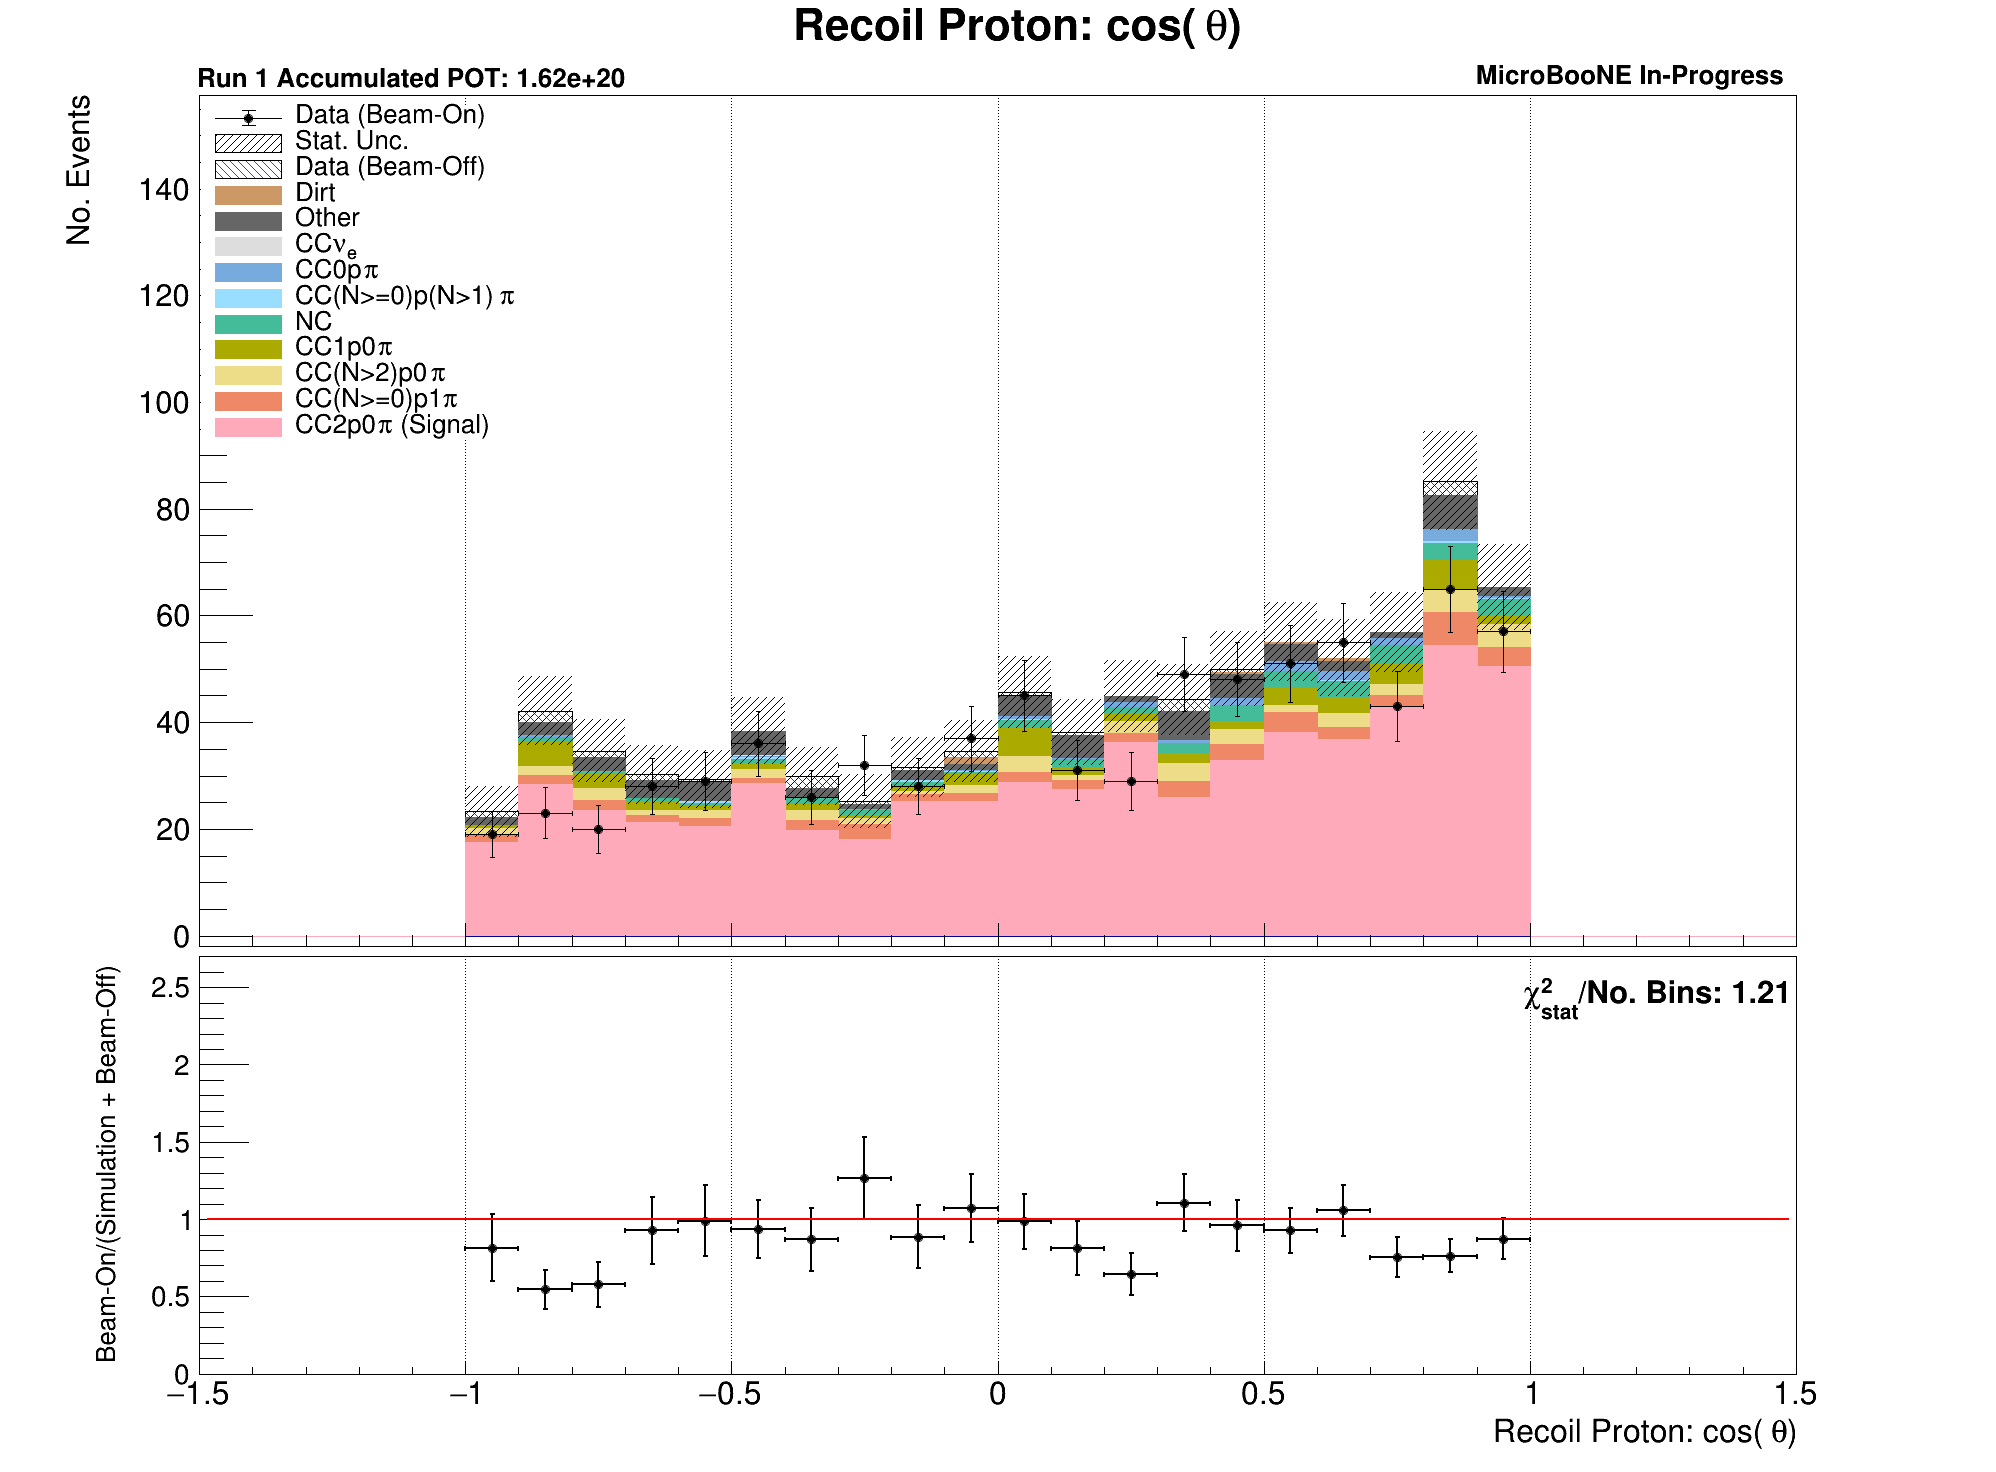 Recoil Proton: cos( θ)
Run 1 Accumulated POT: 1.62e+20
MicroBooNE In-Progress
No. Events
Data (Beam-On)
Stat. Unc.
Data (Beam-Off)
Dirt
Other
CCνe
CC0pπ
CC(N>=0)p(N>1) π
NC
CC1p0π
CC(N>2)p0π
CC(N>=0)p1π
CC2p0π (Signal)
140
120
100
80
60
40
20
0
Beam-On/(Simulation + Beam-Off)
χ²stat/No. Bins: 1.21
2.5
2
1.5
1
0.5
0
−1.5 −1 −0.5 0 0.5 1 1.5
Recoil Proton: cos( θ)